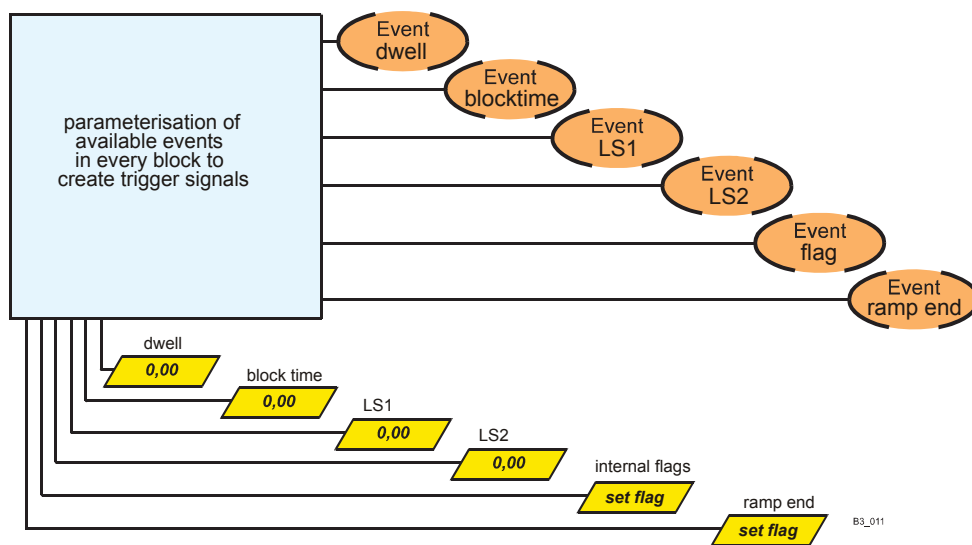 Event
dwell
Event
blocktime
parameterisation of
available events
in every block to
create trigger signals
Event
LS1
Event
LS2
Event
flag
Event
ramp end
dwell
0,00
block time
0,00
LS1
0,00
LS2
0,00
internal flags
set flag
ramp end
set flag
B3_011